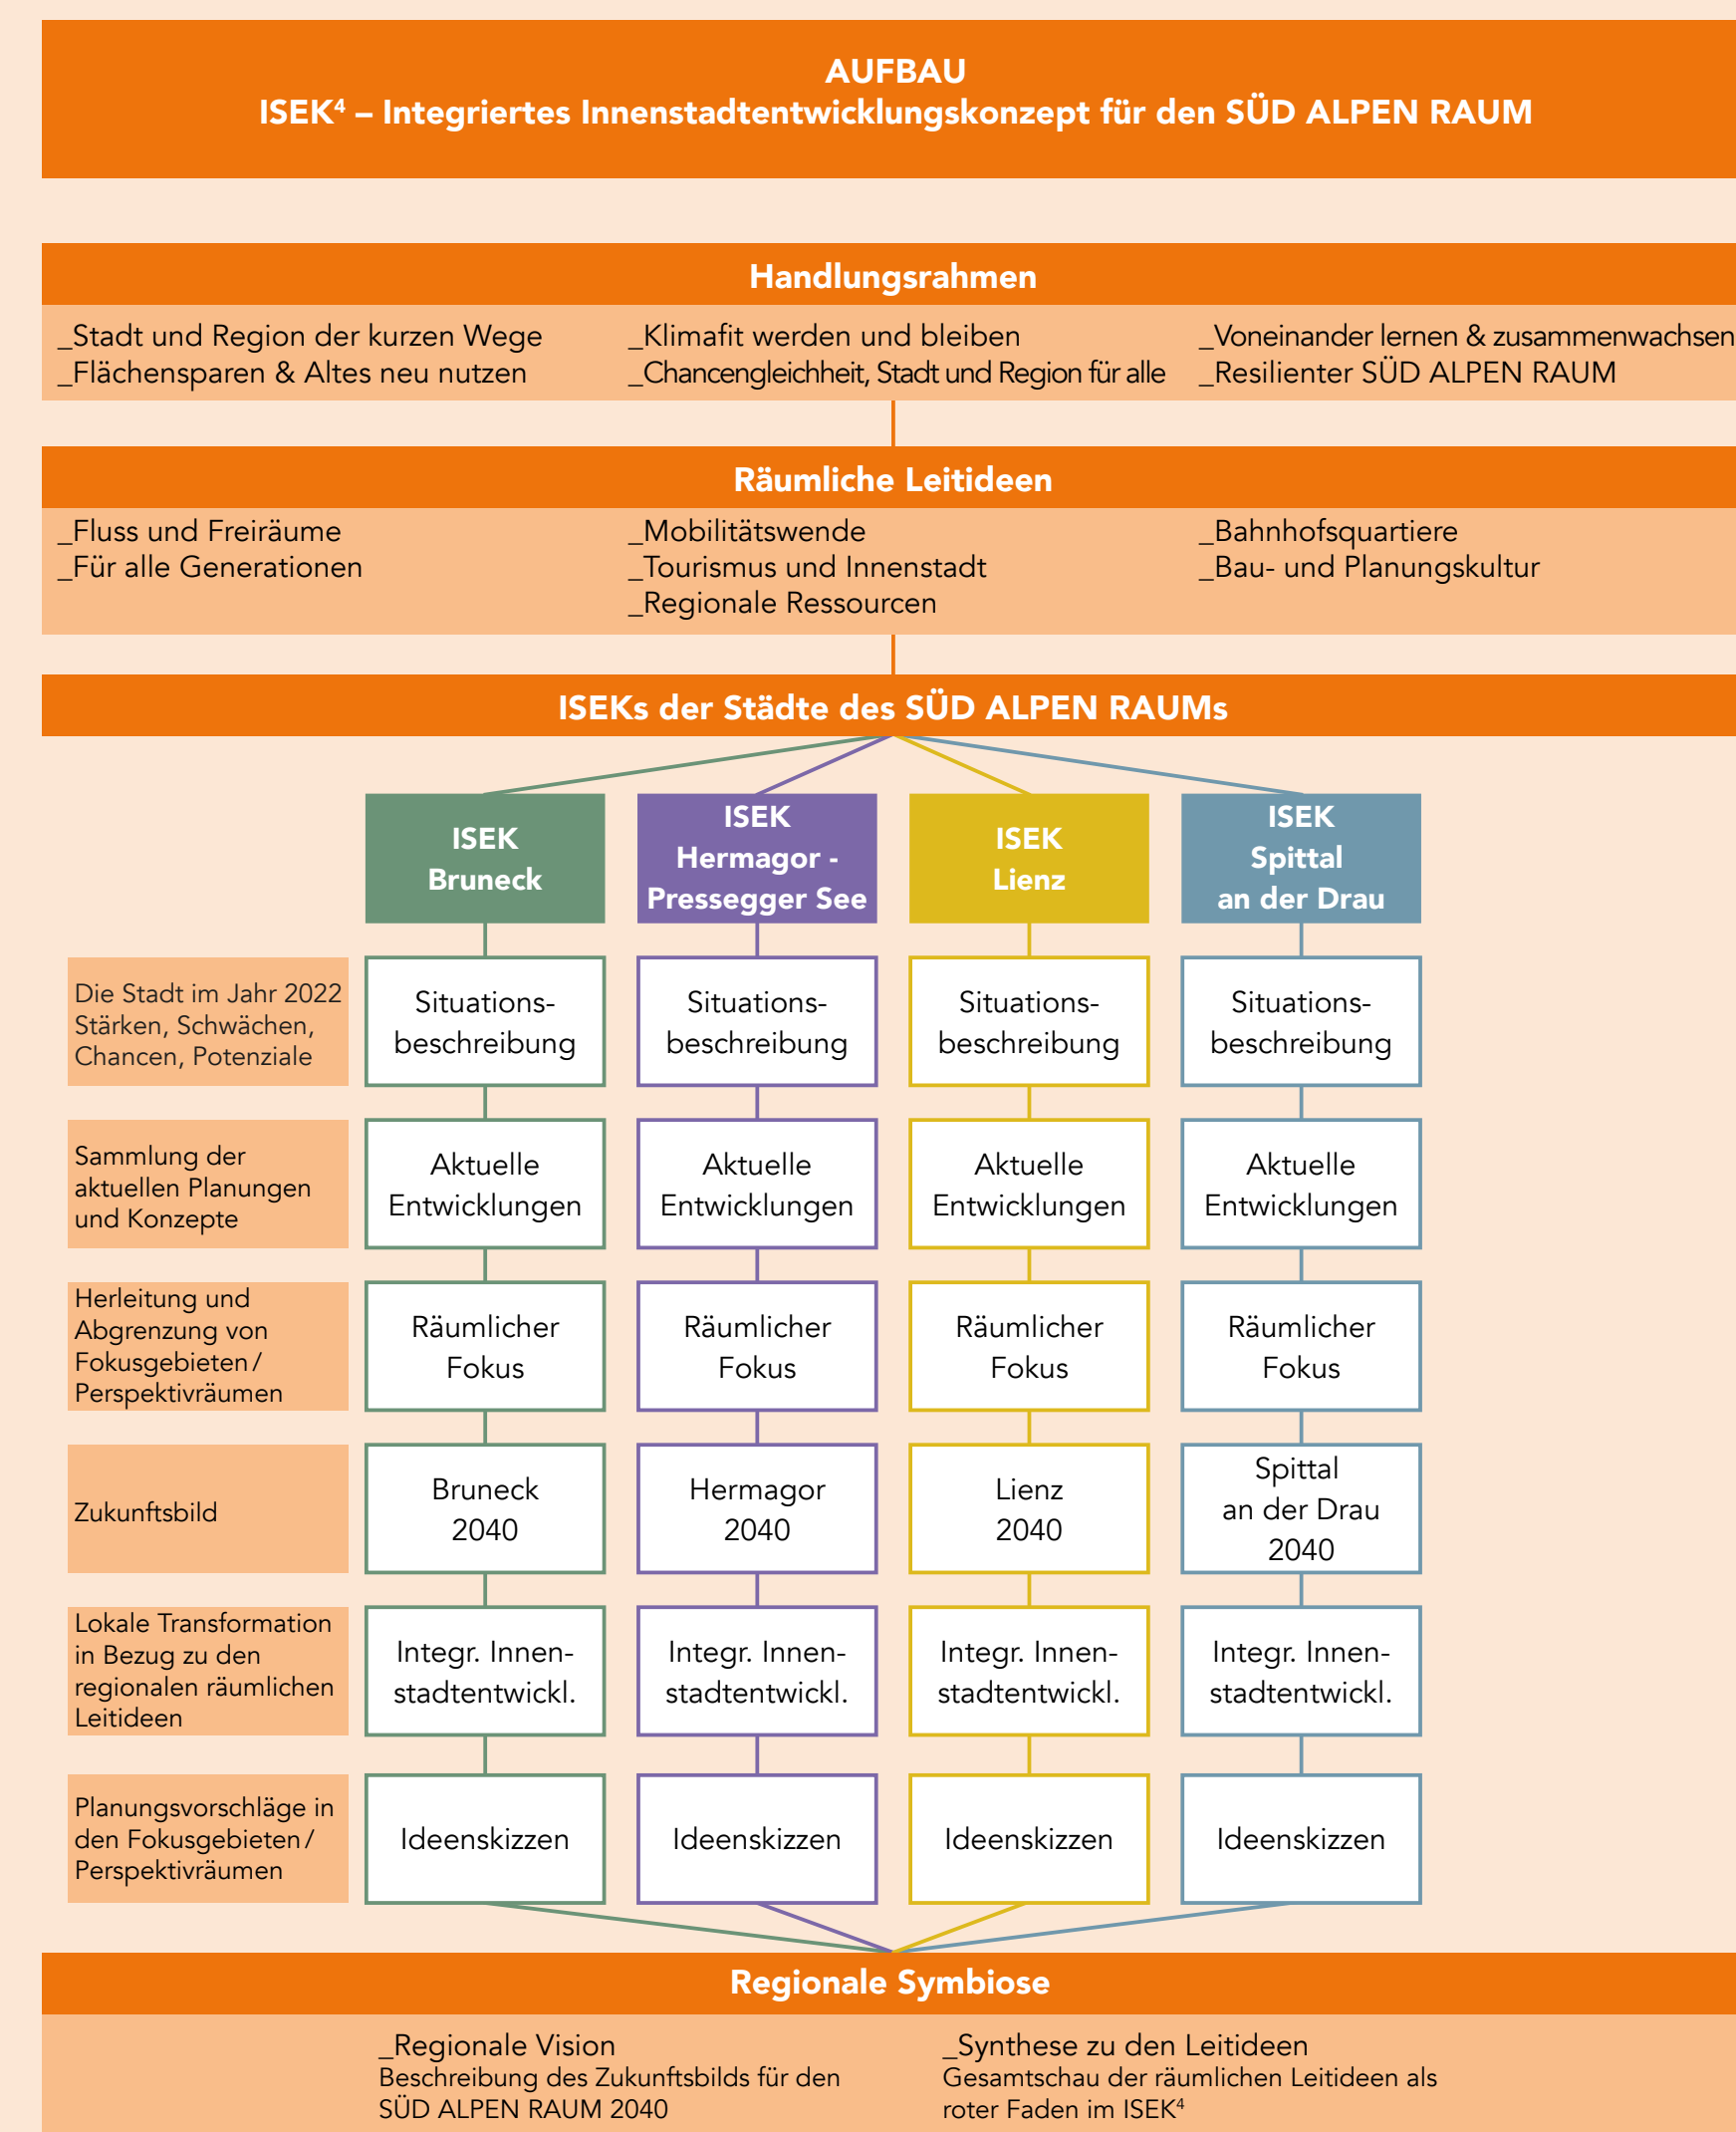 AUFBAU
ISEK⁴ – Integriertes Innenstadtentwicklungskonzept für den SÜD ALPEN RAUM
Handlungsrahmen
_Stadt und Region der kurzen Wege
_Flächensparen & Altes neu nutzen
_Klimafit werden und bleiben
_Chancengleichheit, Stadt und Region für alle
_Voneinander lernen & zusammenwachsen
_Resilienter SÜD ALPEN RAUM
Räumliche Leitideen
_Fluss und Freiräume
_Für alle Generationen
_Mobilitätswende
_Tourismus und Innenstadt
_Regionale Ressourcen
_Bahnhofsquartiere
_Bau- und Planungskultur
ISEKs der Städte des SÜD ALPEN RAUMs
ISEK
Bruneck
ISEK
Hermagor -
Pressegger See
ISEK
Lienz
ISEK
Spittal
an der Drau
Die Stadt im Jahr 2022
Stärken, Schwächen,
Chancen, Potenziale
Situations-
beschreibung
Situations-
beschreibung
Situations-
beschreibung
Situations-
beschreibung
Sammlung der
aktuellen Planungen
und Konzepte
Aktuelle
Entwicklungen
Aktuelle
Entwicklungen
Aktuelle
Entwicklungen
Aktuelle
Entwicklungen
Herleitung und
Abgrenzung von
Fokusgebieten /
Perspektivräumen
Räumlicher
Fokus
Räumlicher
Fokus
Räumlicher
Fokus
Räumlicher
Fokus
Zukunftsbild
Bruneck
2040
Hermagor
2040
Lienz
2040
Spittal
an der Drau
2040
Lokale Transformation
in Bezug zu den
regionalen räumlichen
Leitideen
Integr. Innen-
stadtentwickl.
Integr. Innen-
stadtentwickl.
Integr. Innen-
stadtentwickl.
Integr. Innen-
stadtentwickl.
Planungsvorschläge in
den Fokusgebieten /
Perspektivräumen
Ideenskizzen
Ideenskizzen
Ideenskizzen
Ideenskizzen
Regionale Symbiose
_Regionale Vision
Beschreibung des Zukunftsbilds für den
SÜD ALPEN RAUM 2040
_Synthese zu den Leitideen
Gesamtschau der räumlichen Leitideen als
roter Faden im ISEK⁴